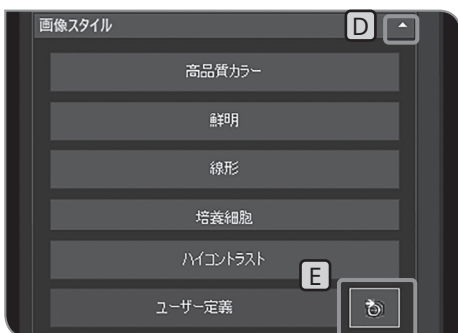 画像スタイル D
高品質カラー
鮮明
線形
培養細胞
ハイコントラスト
E
ユーザー定義